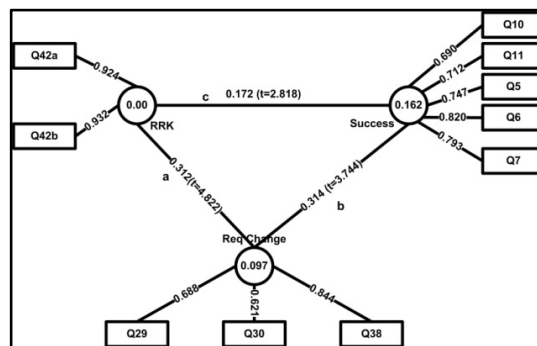 Q10
Q42a
Q11
0.924
0.690
0.712
Q5
0.172 (t=2.818)
0.747
c
0.00
0.162
0.820
Q6
RRK
Success
0.932
0.793
Q42b
Q7
0.312(t=4.822)
0.314 (t=3.744)
a
b
Req Change
0.097
0.688
0.621
0.844
Q29
Q30
Q38